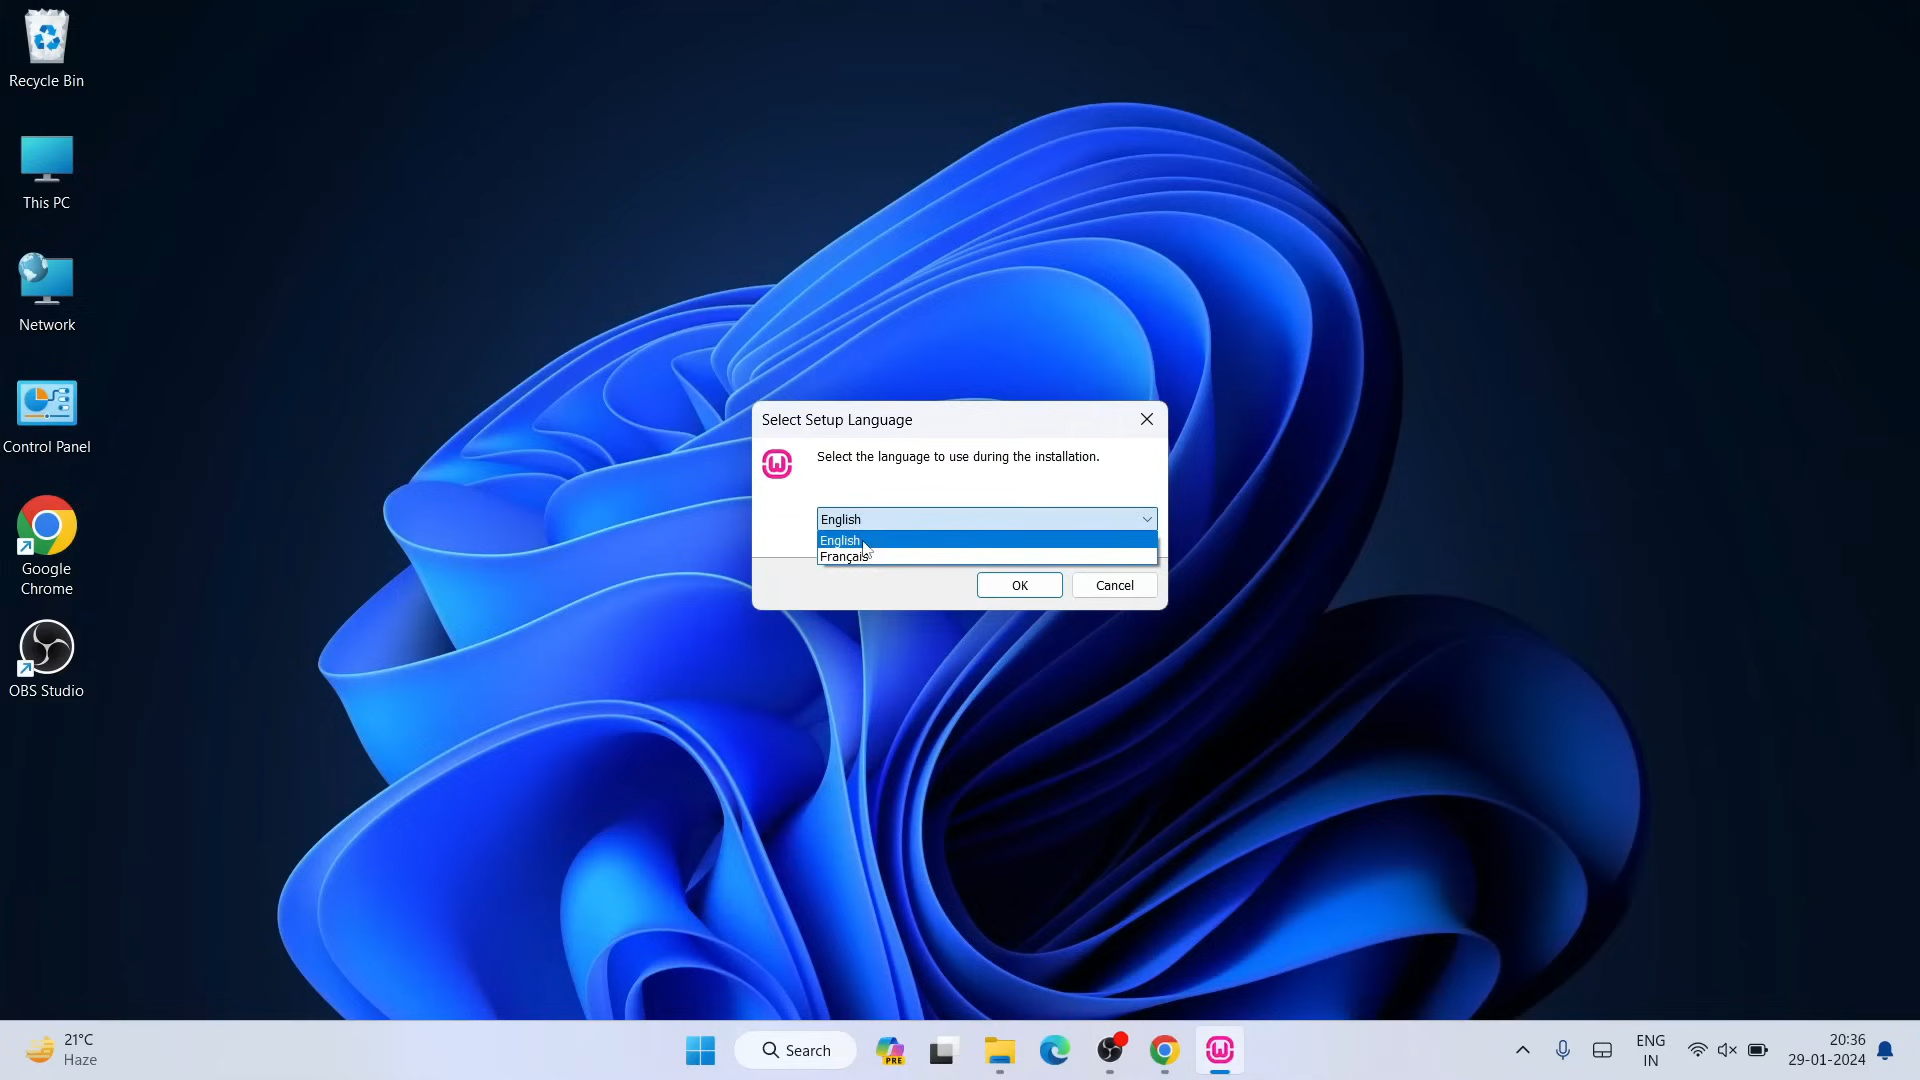 Recycle Bin
This PC
Network
Control Panel
Google
Chrome
OBS Studio
Select Setup Language
Select the language to use during the installation.
English
English
Français
OK
Cancel
21°C
Haze
Search
PRE
ENG
IN
20:36
29-01-2024